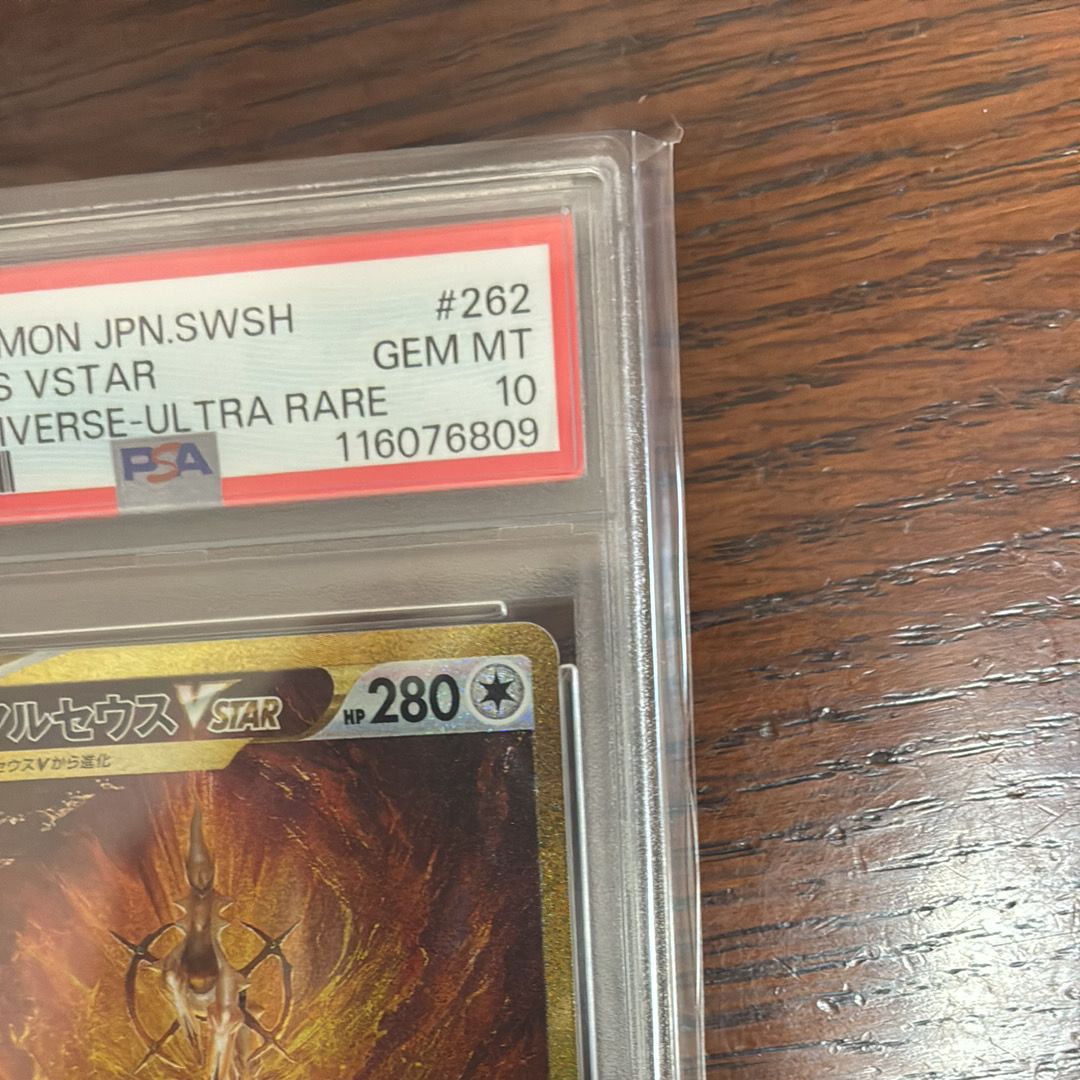 MON JPN.SWSH #262
S VSTAR GEM MT
IVERSE-ULTRA RARE 10
116076809
PSA
ルセウス VSTAR HP 280
セウスVから進化